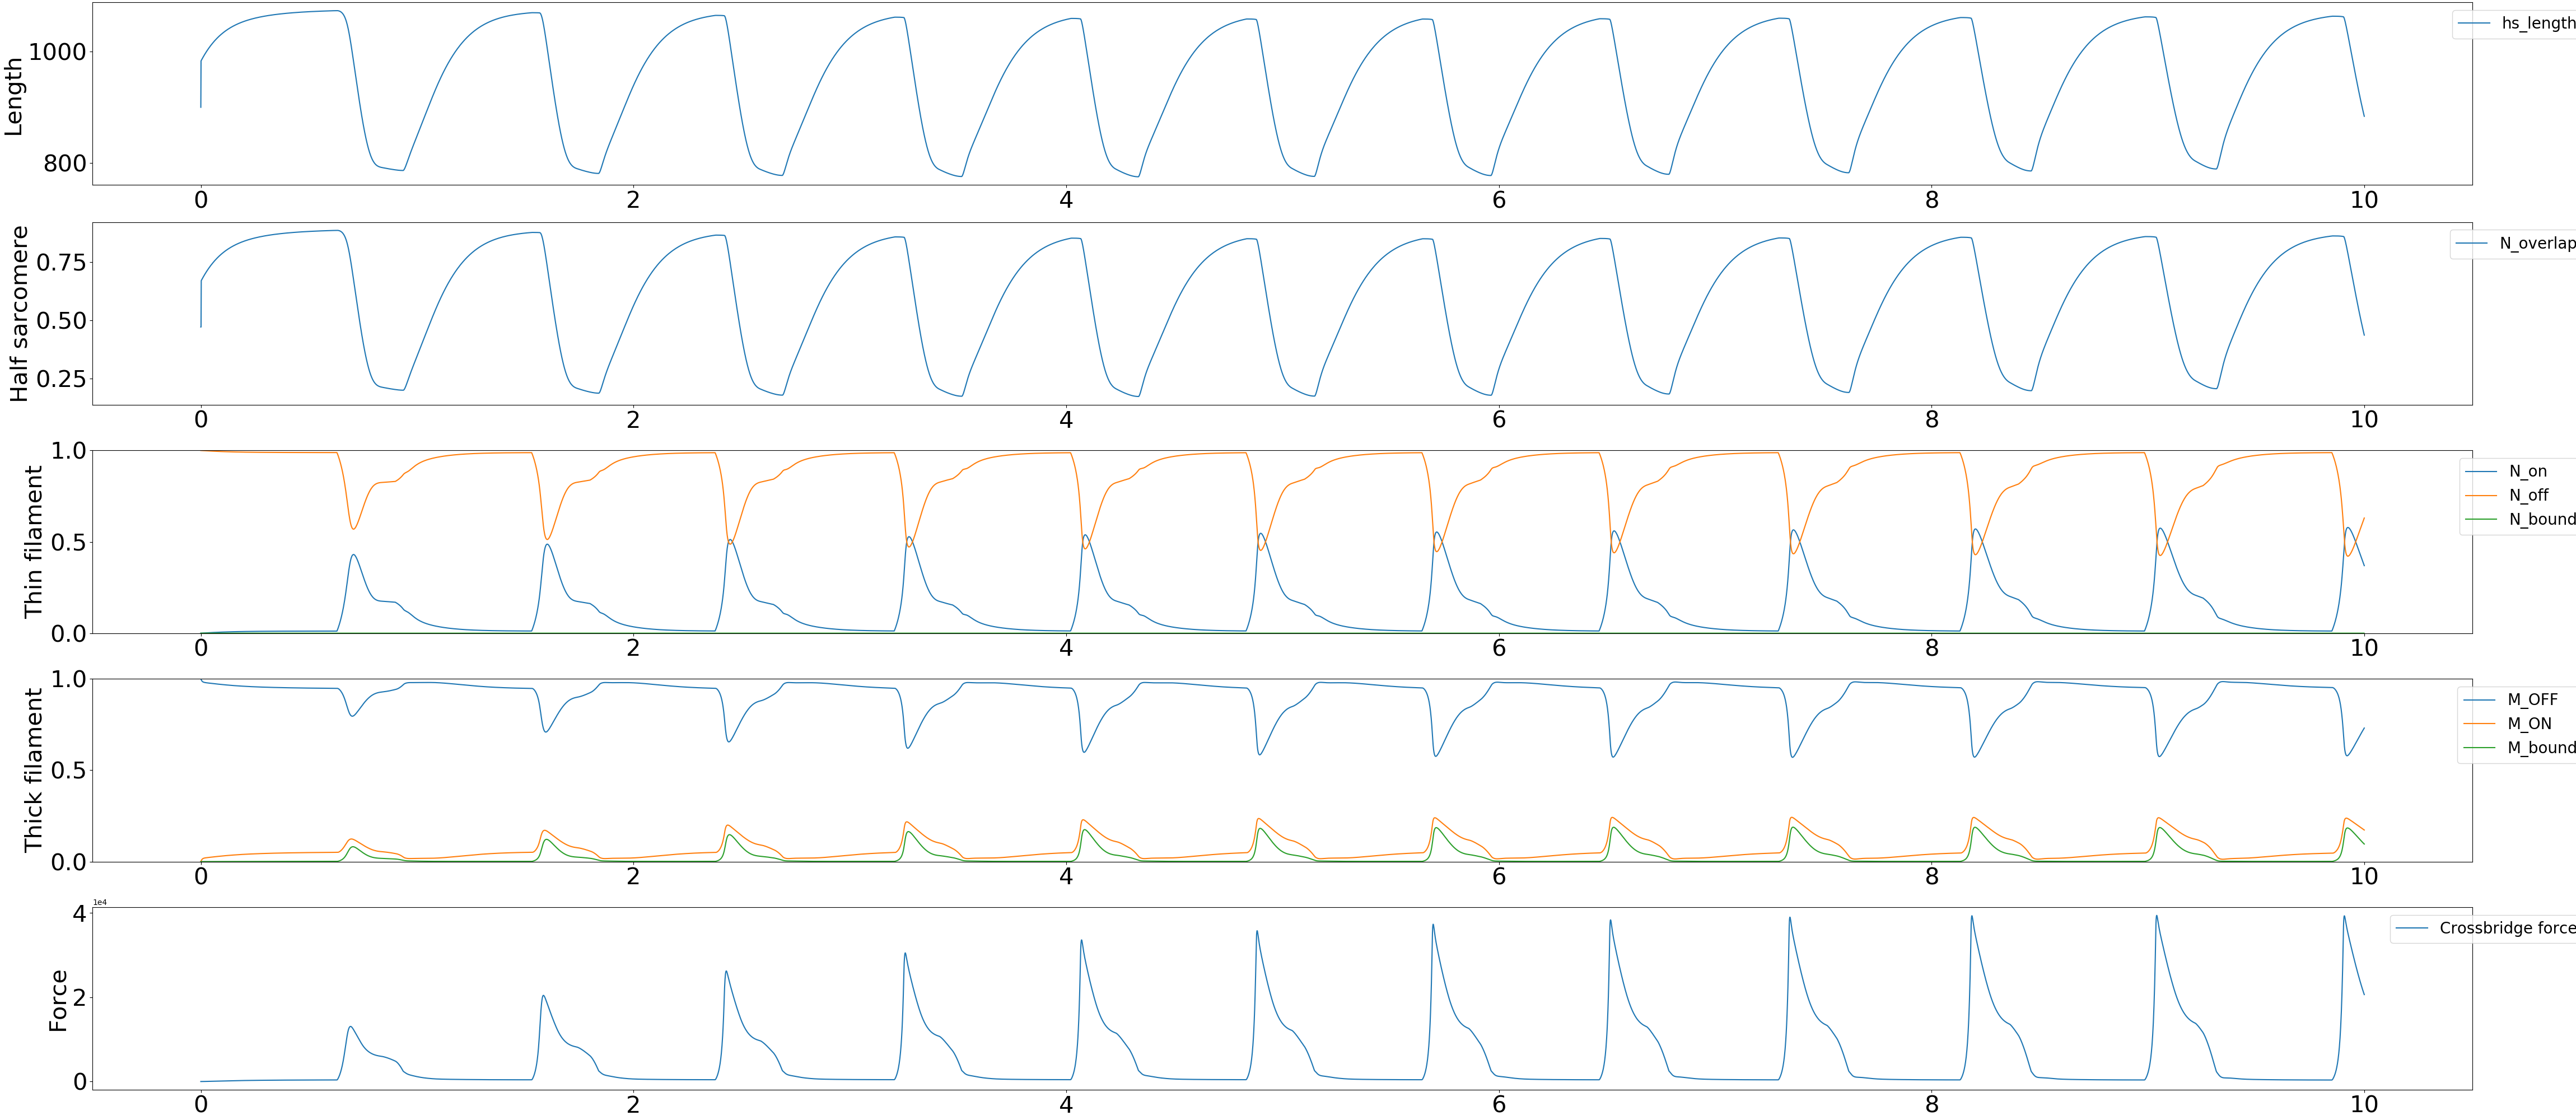 Length
1000
800
hs_length
0 2 4 6 8 10
Half sarcomere
0.75
0.50
0.25
N_overlap
0 2 4 6 8 10
Thin filament
1.0
0.5
0.0
N_on
N_off
N_bound
0 2 4 6 8 10
Thick filament
1.0
0.5
0.0
M_OFF
M_ON
M_bound
0 2 4 6 8 10
1e4
Force
4
2
0
Crossbridge force
0 2 4 6 8 10